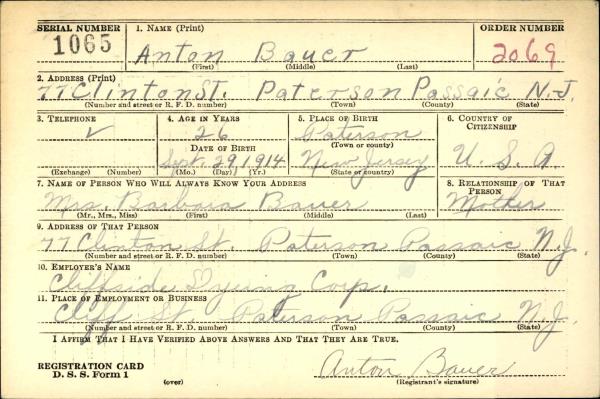 SERIAL NUMBER 1. NAME (Print) ORDER NUMBER
1065 Anton Bauer 2069
(First) (Middle) (Last)
2. ADDRESS (Print)
77 Clinton St. Paterson Passaic N.J.
(Number and street or R. F. D. number) (Town) (County) (State)
3. TELEPHONE 4. AGE IN YEARS 5. PLACE OF BIRTH 6. COUNTRY OF CITIZENSHIP
✓ 26 Paterson
DATE OF BIRTH (Town or county)
Sept. 29 1914 New Jersey U. S. A.
(Exchange) (Number) (Mo.) (Day) (Yr.) (State or country)
7. NAME OF PERSON WHO WILL ALWAYS KNOW YOUR ADDRESS 8. RELATIONSHIP OF THAT PERSON
Mrs. Barbara Bauer Mother
(Mr., Mrs., Miss) (First) (Middle) (Last)
9. ADDRESS OF THAT PERSON
77 Clinton St Paterson Passaic N.J.
(Number and street or R. F. D. number) (Town) (County) (State)
10. EMPLOYER'S NAME
Cliffside Dyeing Corp.
11. PLACE OF EMPLOYMENT OR BUSINESS
Cliff St Paterson Passaic N.J.
(Number and street or R. F. D. number) (Town) (County) (State)
I AFFIRM THAT I HAVE VERIFIED ABOVE ANSWERS AND THAT THEY ARE TRUE.
REGISTRATION CARD Anton Bauer
D. S. S. Form 1 (over) (Registrant's signature)